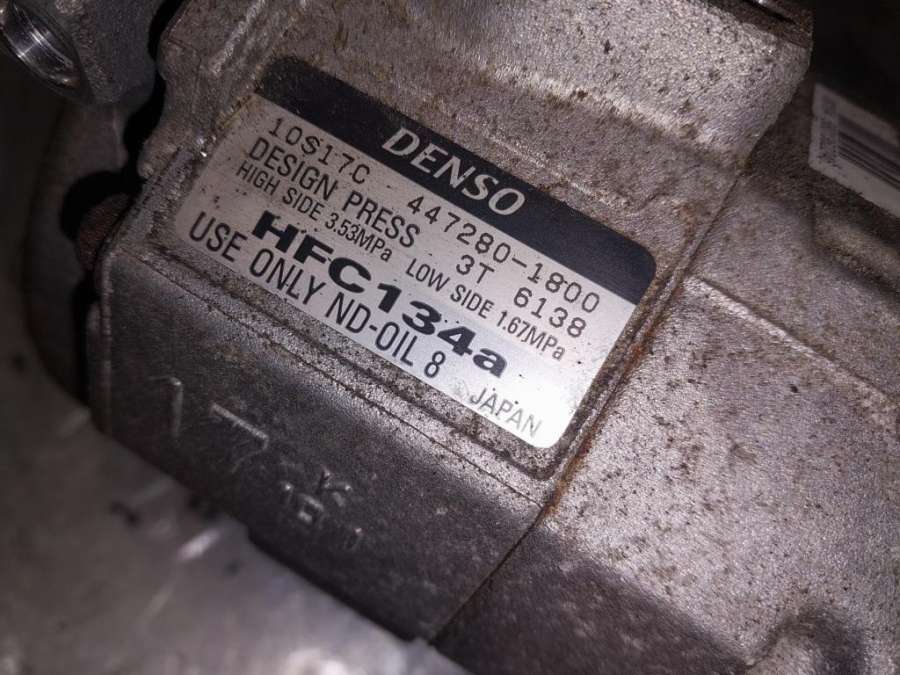 DENSO
10S17C 447280-1800
DESIGN PRESS 3T 6138
HIGH SIDE 3.53MPa LOW SIDE 1.67MPa
HFC134a
USE ONLY ND-OIL 8 JAPAN
17
K